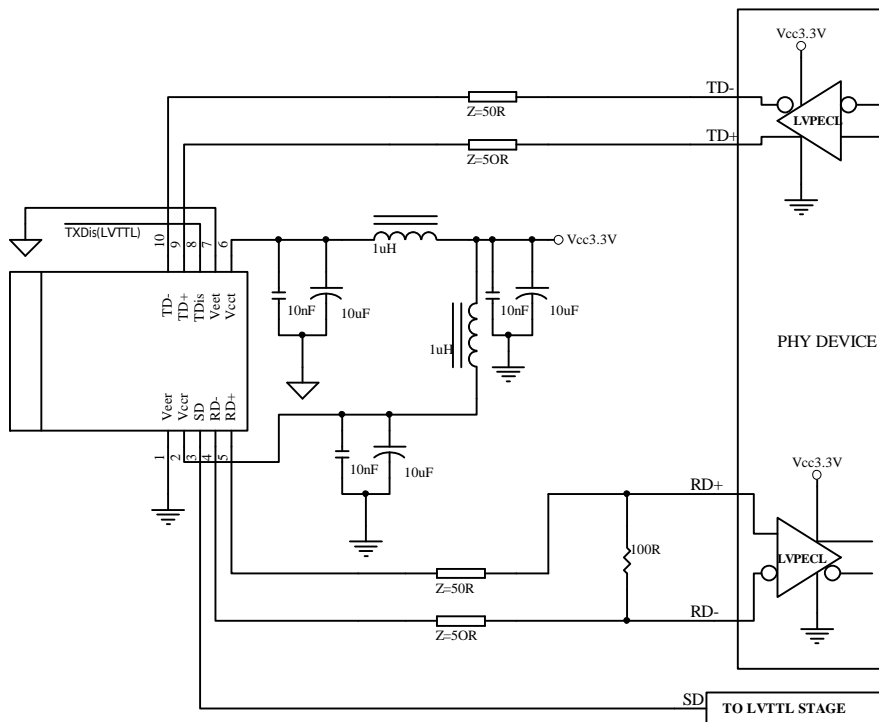 Vcc3.3V
TD-
Z=50R
LVPECL
TD+
Z=5OR
TXDis(LVTTL)
10
9
8
7
6
1uH
Vcc3.3V
TD-
TD+
TDis
Veet
Vcct
10nF
10uF
10nF
10uF
1uH
PHY DEVICE
Veer
Vccr
SD
RD-
RD+
1
2
3
4
5
10nF
10uF
Vcc3.3V
RD+
100R
LVPECL
Z=50R
RD-
Z=5OR
SD
TO LVTTL STAGE